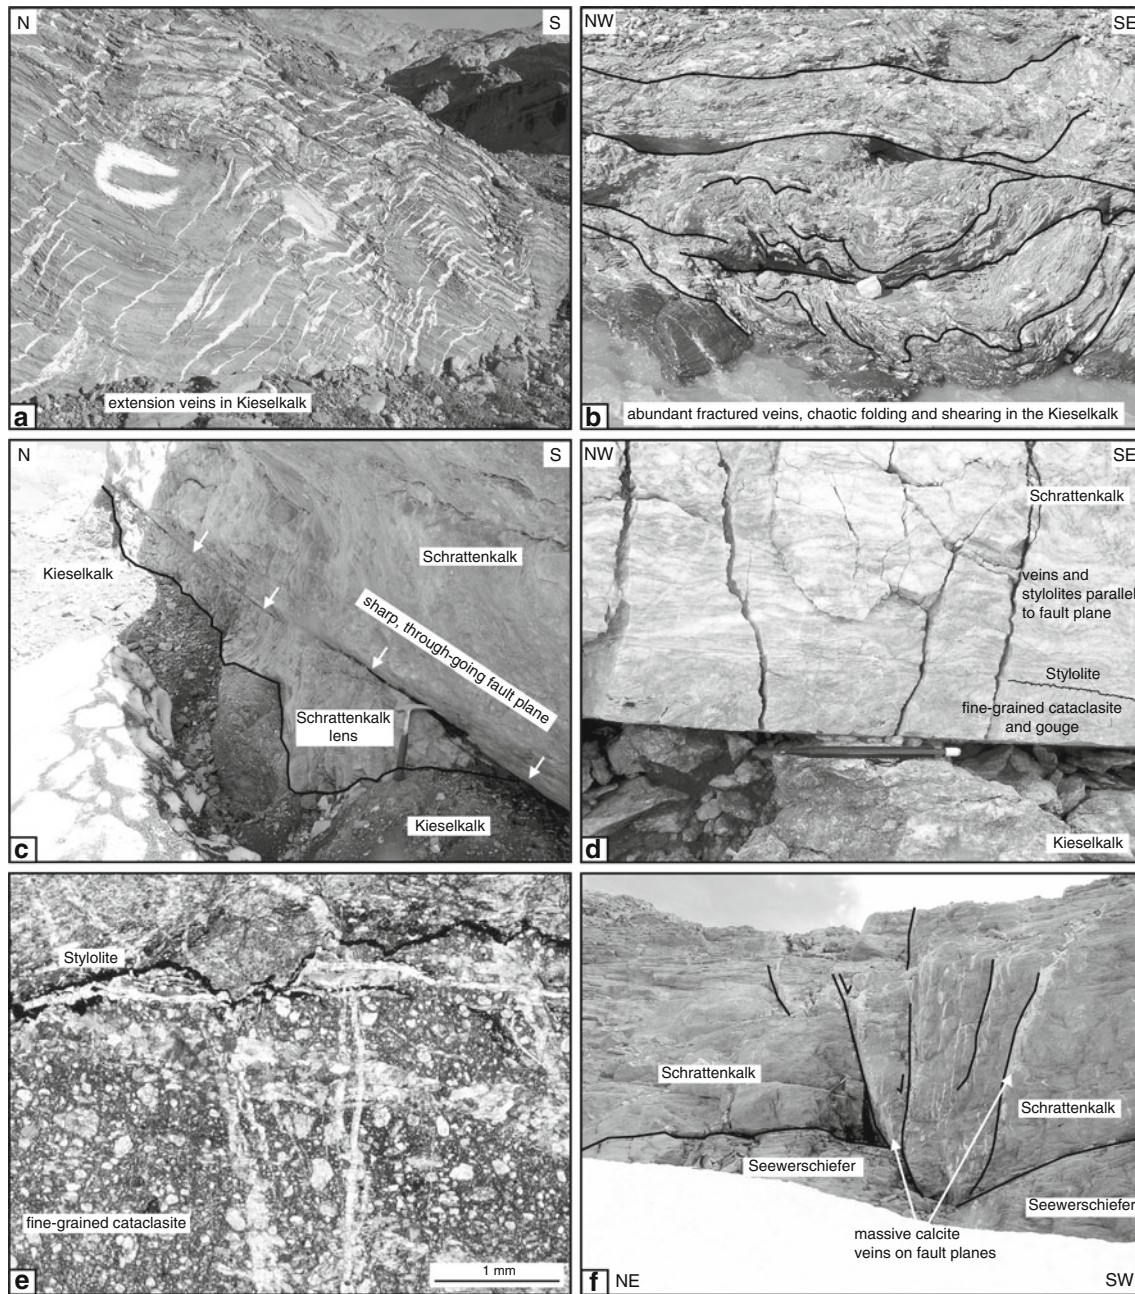 N
S
extension veins in Kieselkalk
a
NW
SE
abundant fractured veins, chaotic folding and shearing in the Kieselkalk
b
N
S
Kieselkalk
Schrattenkalk
sharp, through-going fault plane
Schrattenkalk
lens
Kieselkalk
c
NW
SE
Schrattenkalk
veins and
stylolites parallel
to fault plane
Stylolite
fine-grained cataclasite
and gouge
Kieselkalk
d
Stylolite
fine-grained cataclasite
1 mm
e
Schrattenkalk
Schrattenkalk
Seewerschiefer
Seewerschiefer
massive calcite
veins on fault planes
f
NE
SW